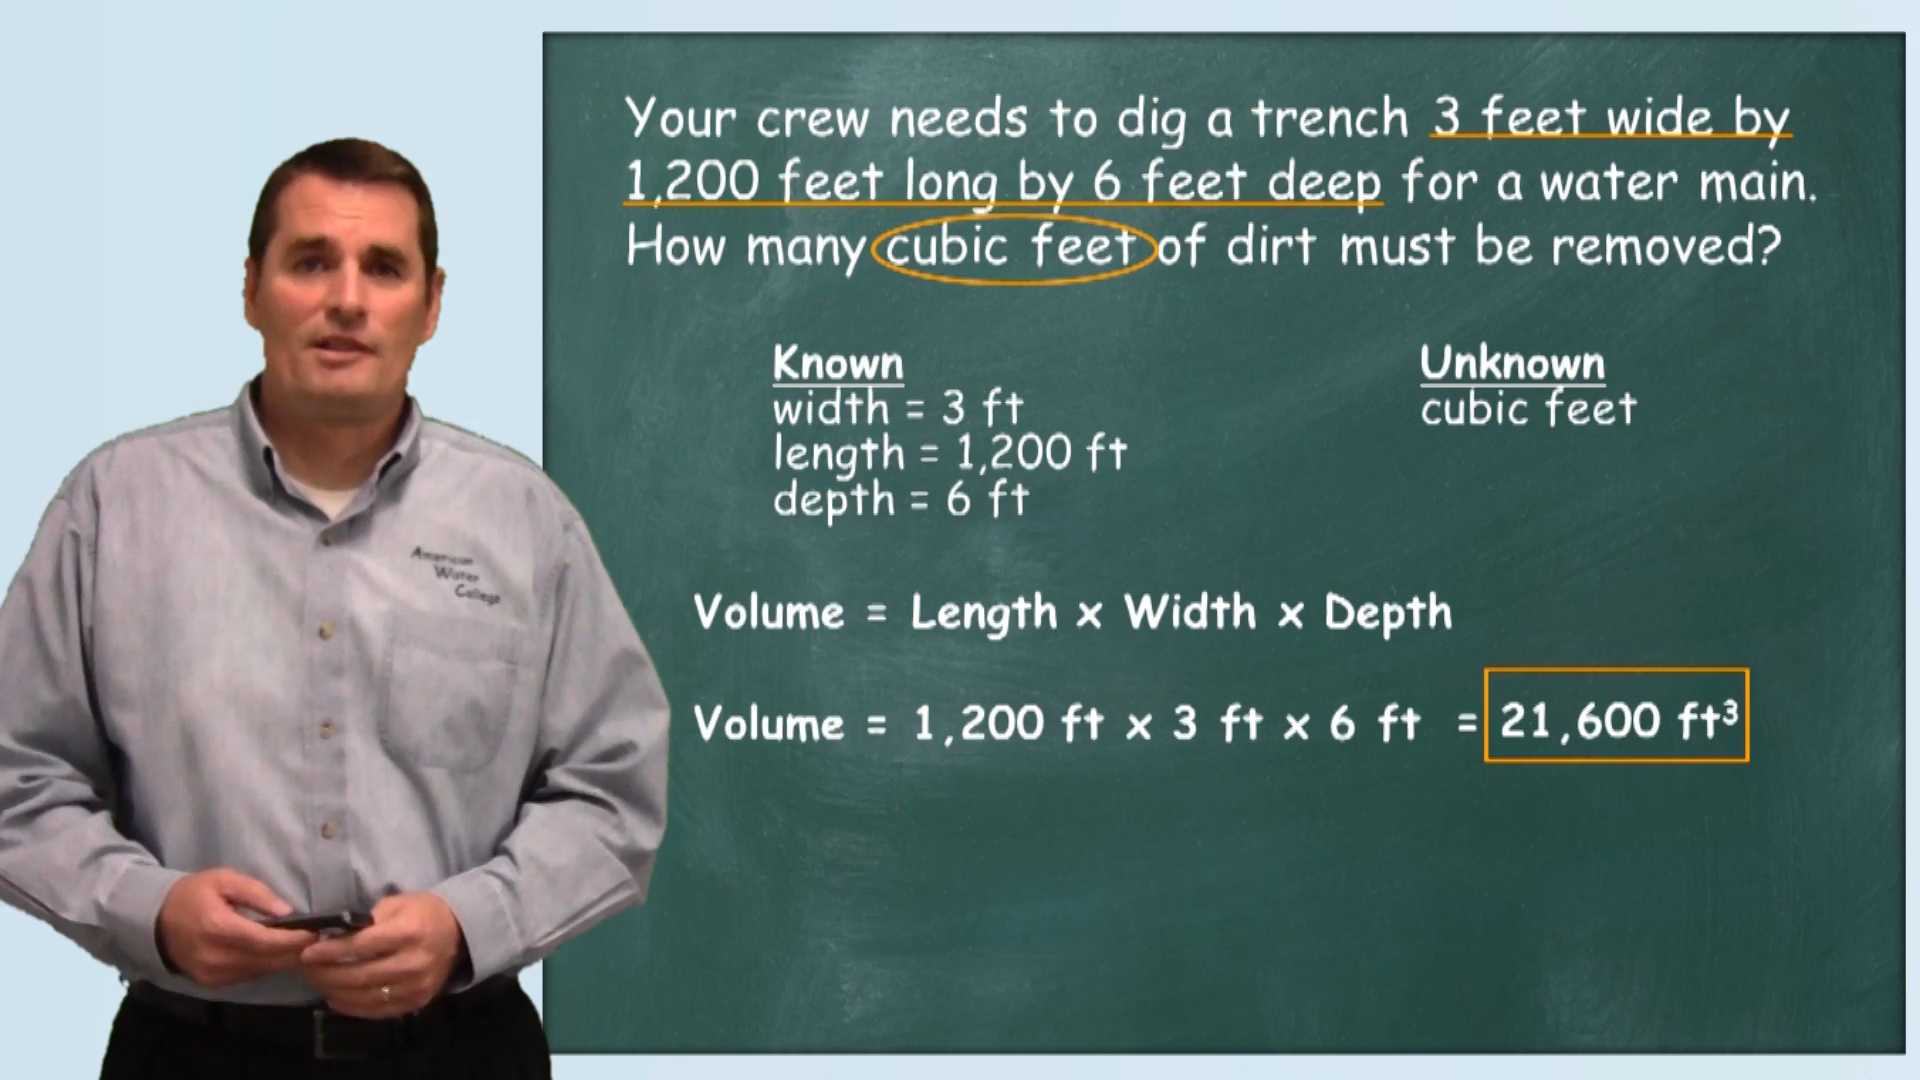 Your crew needs to dig a trench 3 feet wide by
1,200 feet long by 6 feet deep for a water main.
How many cubic feet of dirt must be removed?
Known
width = 3 ft
length = 1,200 ft
depth = 6 ft
Unknown
cubic feet
Volume = Length x Width x Depth
Volume = 1,200 ft x 3 ft x 6 ft = 21,600 ft³
American
Water
College